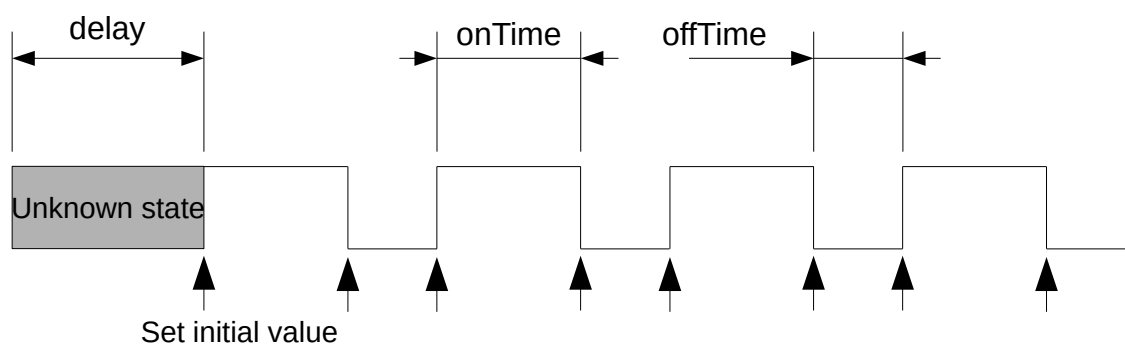 delay
onTime
offTime
Unknown state
Set initial value